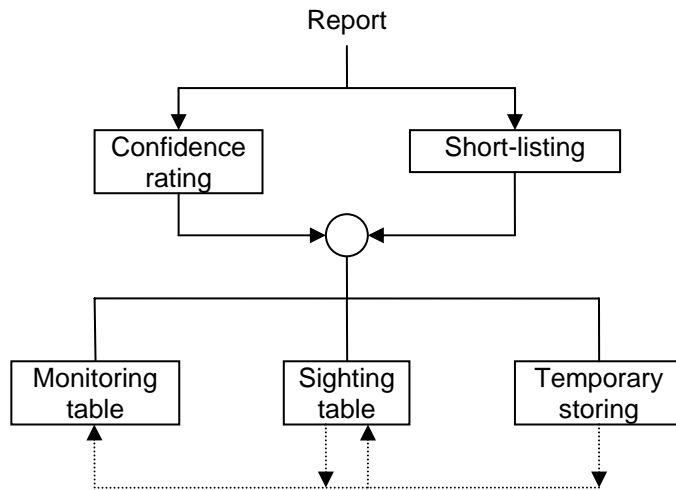 Report
Confidence
rating
Short-listing
Monitoring
table
Sighting
table
Temporary
storing